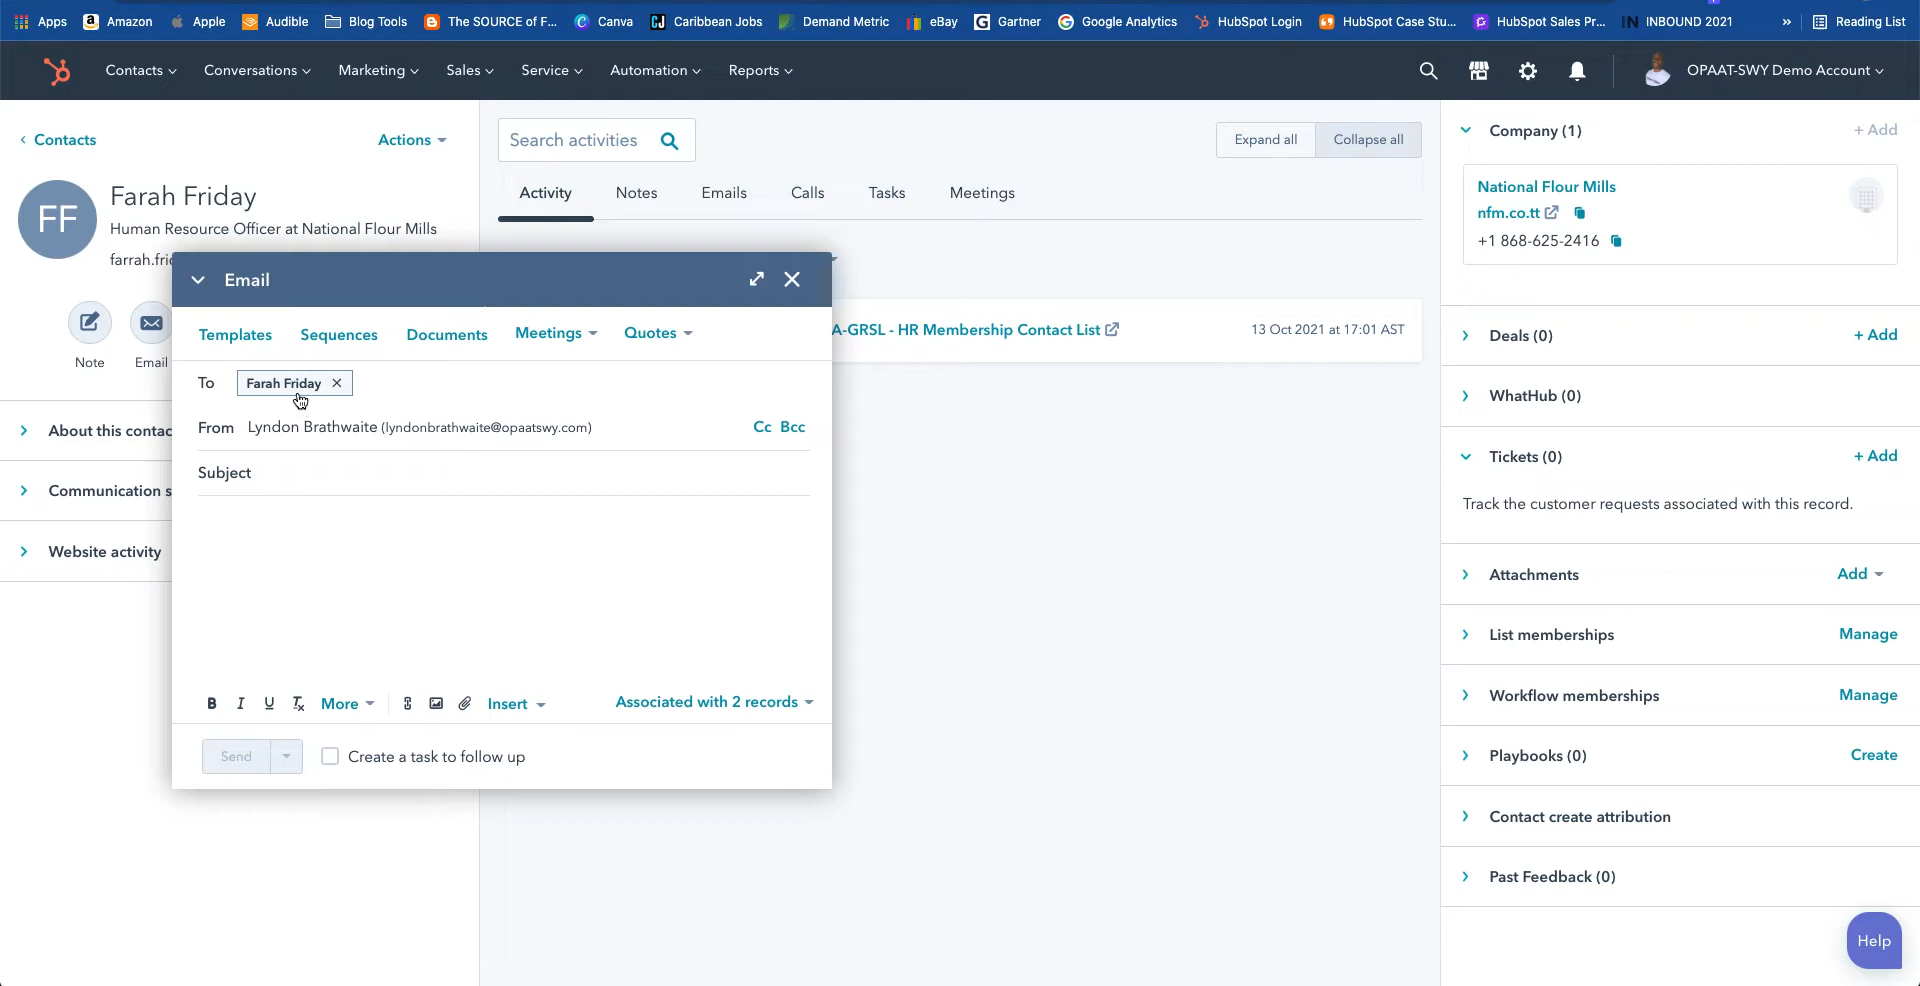 Apps Amazon Apple Audible Blog Tools The SOURCE of F... Canva Caribbean Jobs Demand Metric eBay Gartner Google Analytics HubSpot Login HubSpot Case Stu... HubSpot Sales Pr... IN INBOUND 2021 » Reading List
Contacts Conversations Marketing Sales Service Automation Reports OPAAT-SWY Demo Account
Contacts
Actions
FF
Farah Friday
Human Resource Officer at National Flour Mills
farrah.fri
Note
Email
About this contac
Communication s
Website activity
Search activities
Expand all Collapse all
Activity Notes Emails Calls Tasks Meetings
A-GRSL - HR Membership Contact List 13 Oct 2021 at 17:01 AST
Email
Templates Sequences Documents Meetings Quotes
To Farah Friday
From Lyndon Brathwaite (lyndonbrathwaite@opaatswy.com) Cc Bcc
Subject
B I U Tx More Insert Associated with 2 records
Send Create a task to follow up
Company (1) + Add
National Flour Mills
nfm.co.tt
+1 868-625-2416
Deals (0) + Add
WhatHub (0)
Tickets (0) + Add
Track the customer requests associated with this record.
Attachments Add
List memberships Manage
Workflow memberships Manage
Playbooks (0) Create
Contact create attribution
Past Feedback (0)
Help